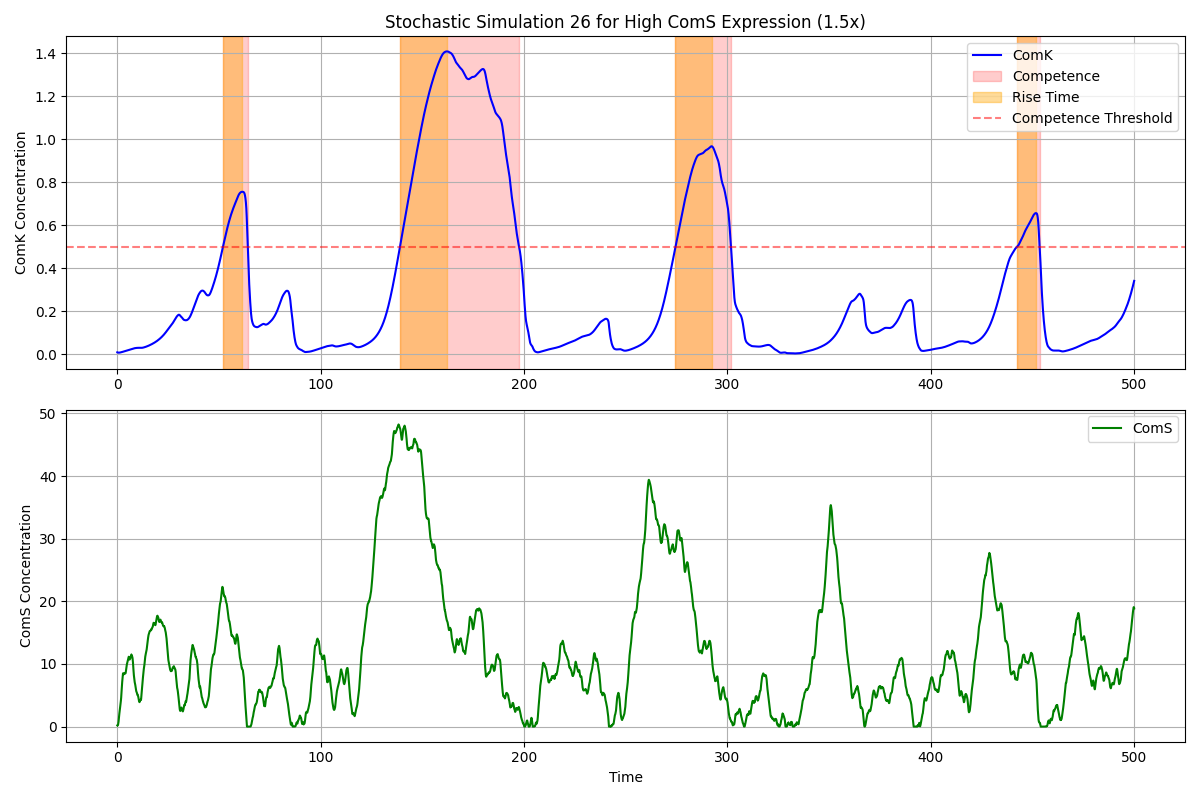 Stochastic Simulation 26 for High ComS Expression (1.5x)
ComK Concentration
1.4
1.2
1.0
0.8
0.6
0.4
0.2
0.0
ComK
Competence
Rise Time
Competence Threshold
0 100 200 300 400 500
ComS Concentration
50
40
30
20
10
0
ComS
0 100 200 300 400 500
Time